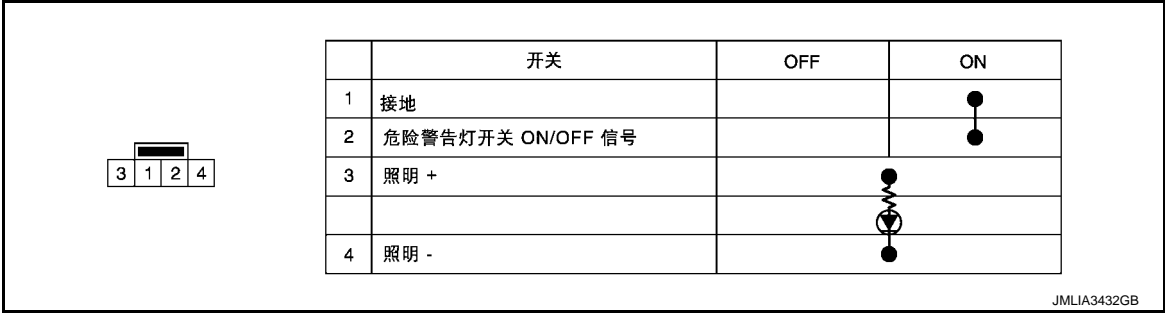 开关 OFF ON
1 接地
2 危险警告灯开关 ON/OFF 信号
3 照明 +
4 照明 -
3 1 2 4
JMLIA3432GB